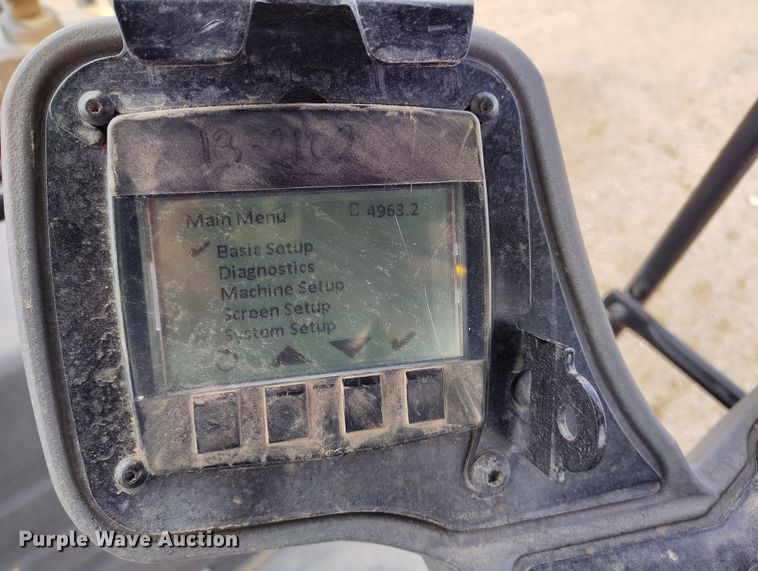 13-2102
Main Menu 4963.2
Basic Setup
Diagnostics
Machine Setup
Screen Setup
System Setup
Purple Wave Auction